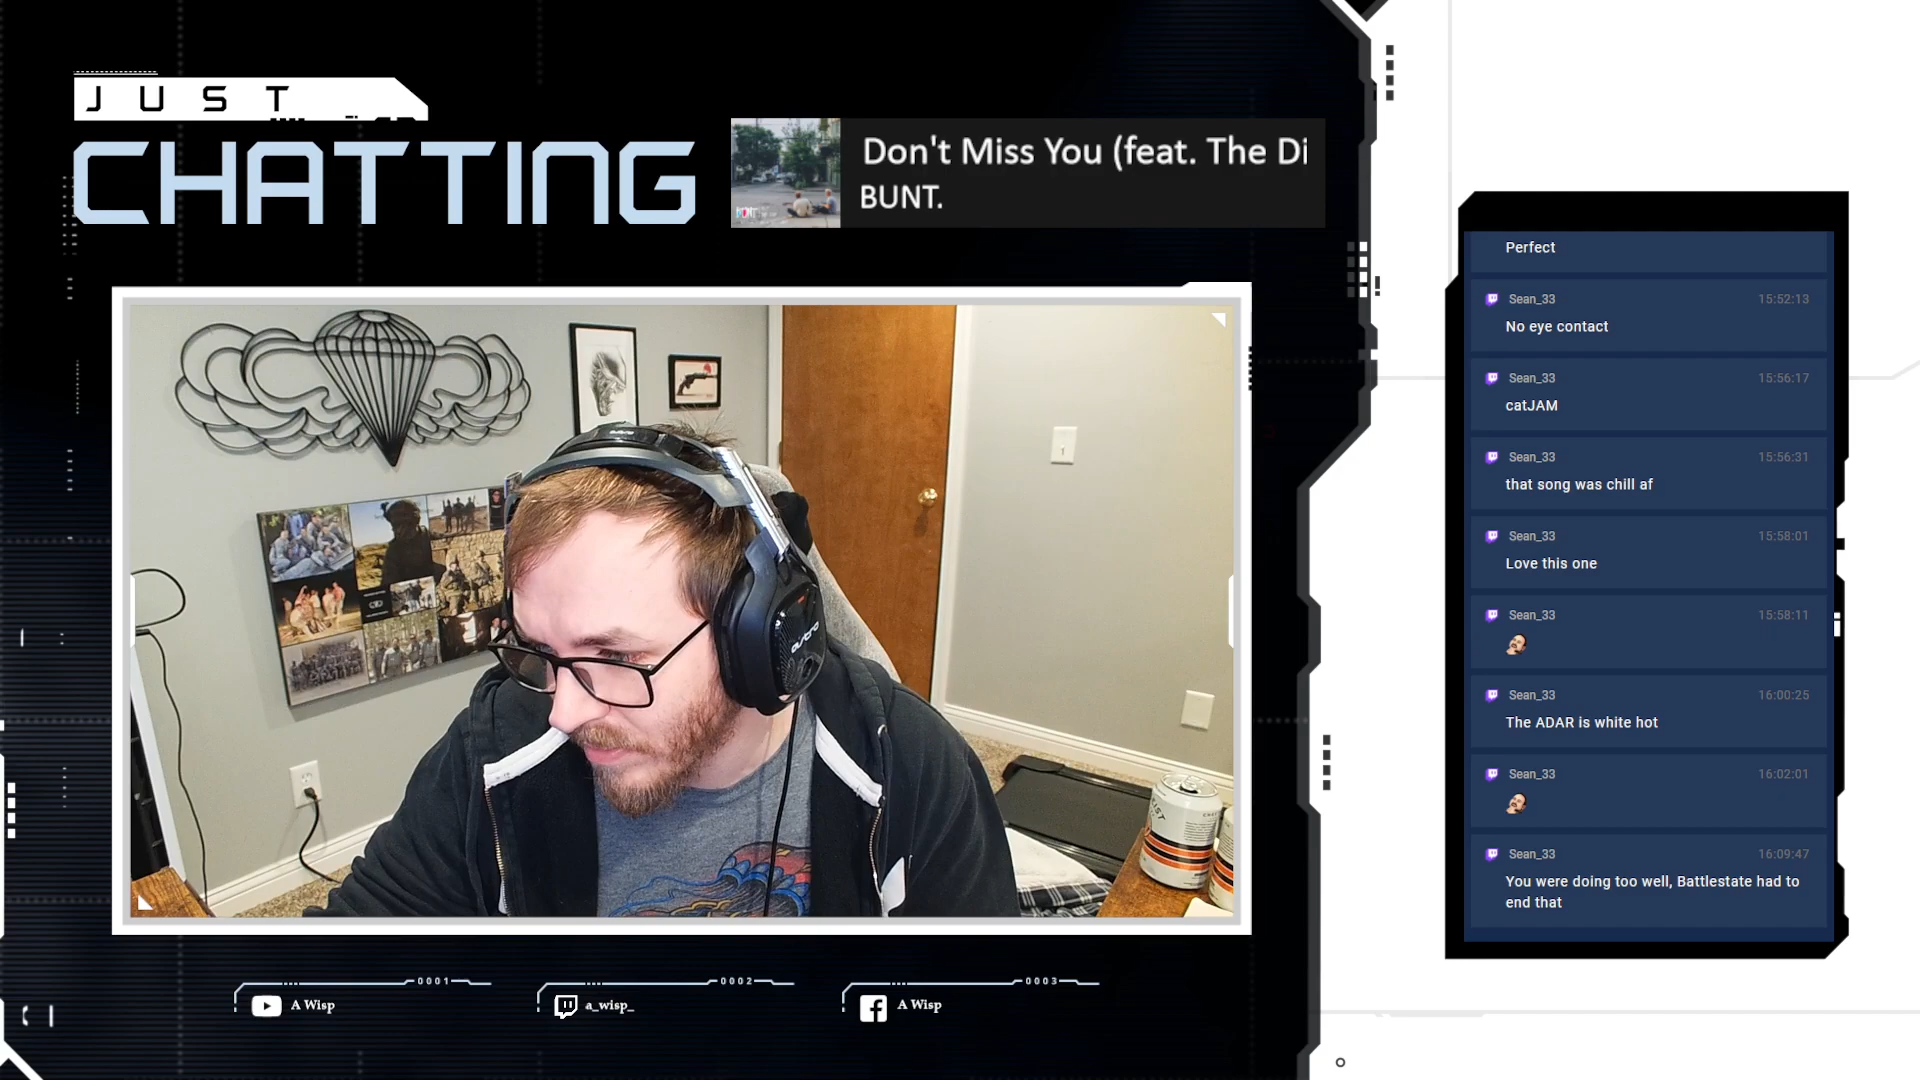 JUST
CHATTING
Don't Miss You (feat. The Di
BUNT.
Perfect
Sean_33 15:52:13
No eye contact
Sean_33 15:56:17
catJAM
Sean_33 15:56:31
that song was chill af
Sean_33 15:58:01
Love this one
Sean_33 15:58:11
Sean_33 16:00:25
The ADAR is white hot
Sean_33 16:02:01
Sean_33 16:09:47
You were doing too well, Battlestate had to
end that
astro
0001
A Wisp
0002
a_wisp_
0003
A Wisp